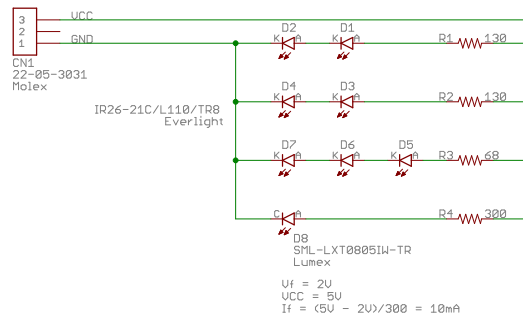 3 VCC
2
1 GND
CN1
22-05-3031
Molex
D2 D1
K A K A R1 130
D4 D3
K A K A R2 130
IR26-21C/L110/TR8
Everlight
D7 D6 D5
K A K A K A R3 68
C A R4 300
D8
SML-LXT0805IW-TR
Lumex
Vf = 2V
VCC = 5V
If = (5V - 2V)/300 = 10mA